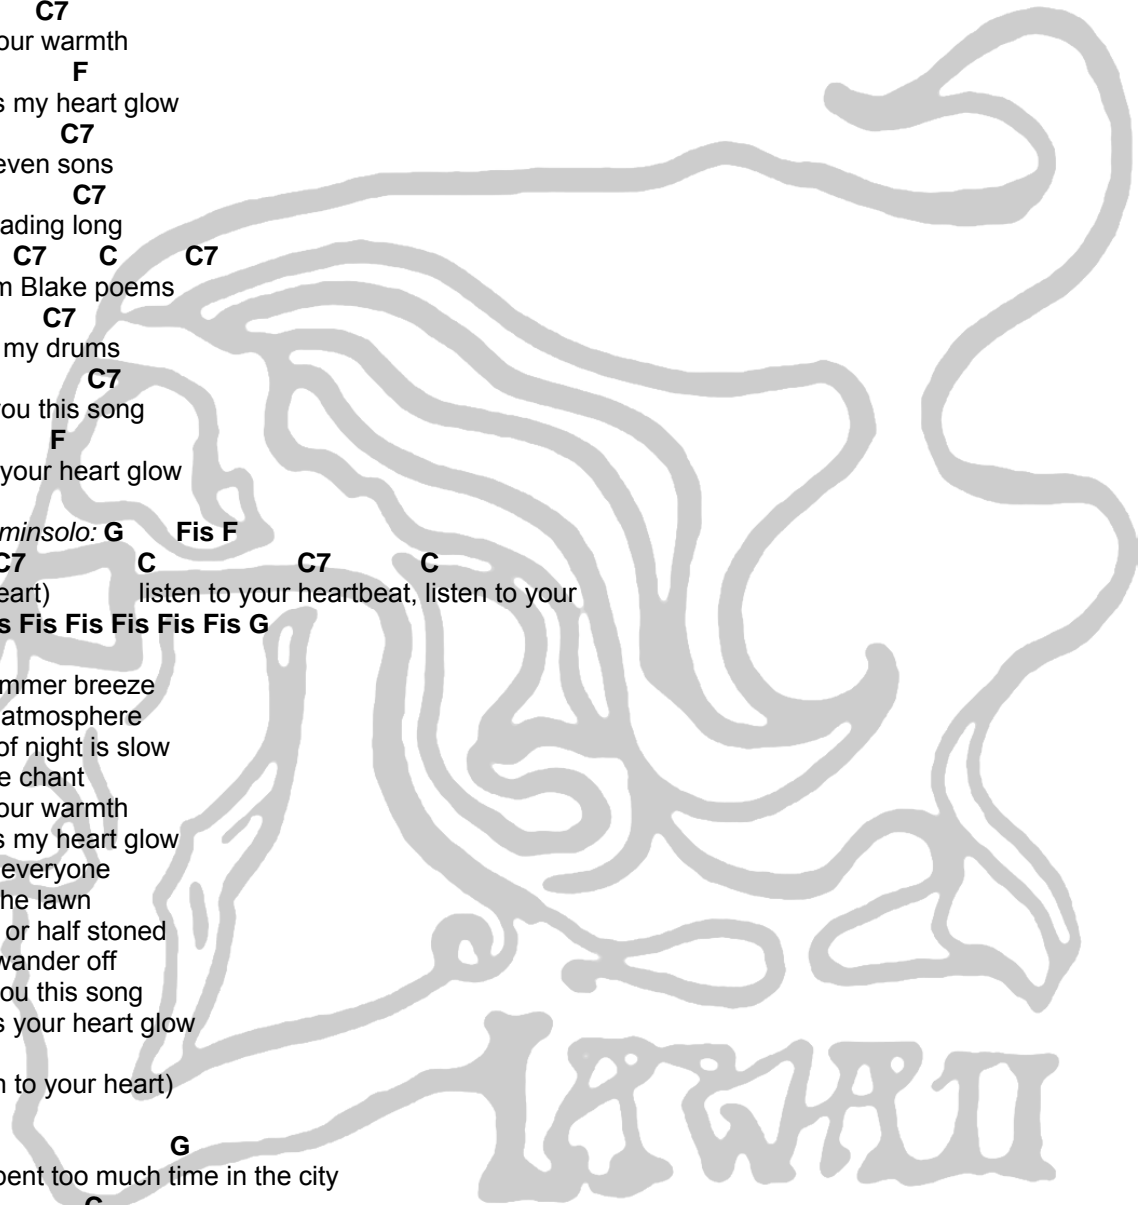 C7
our warmth
F
s my heart glow
C7
even sons
C7
ading long
C7 C C7
m Blake poems
C7
my drums
C7
you this song
F
your heart glow
minsolo: G Fis F
C7 C C7 C
eart) listen to your heartbeat, listen to your
s Fis Fis Fis Fis Fis G
mmer breeze
atmosphere
of night is slow
e chant
our warmth
s my heart glow
everyone
he lawn
or half stoned
wander off
ou this song
s your heart glow
n to your heart)
G
pent too much time in the city
C
LAWAII